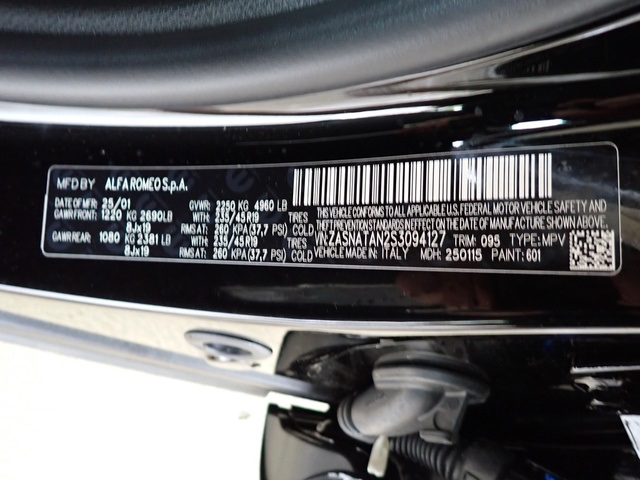 MFD BY ALFA ROMEO S.p.A.
DATE OF MFR 25/01 GVWR: 2250 KG 4960 LB
GAWR FRONT: 1220 KG 2690LB WITH: 235/45R19 TIRES
8Jx19 RMS AT: 260 KPA (37,7 PSI) COLD
GAWR REAR: 1080 KG 2381 LB WITH: 235/45R19 TIRES
8Jx19 RMS AT: 260 KPA (37,7 PSI) COLD
THIS VEHICLE CONFORMS TO ALL APPLICABLE U.S. FEDERAL MOTOR VEHICLE SAFETY
AND THEFT PREVENTION STANDARDS IN EFFECT ON THE DATE OF MANUFACTURE SHOWN ABOVE.
VIN: ZASNATAN2S3094127 TRIM: 095 TYPE: MPV
VEHICLE MADE IN: ITALY MDH: 250115 PAINT: 601